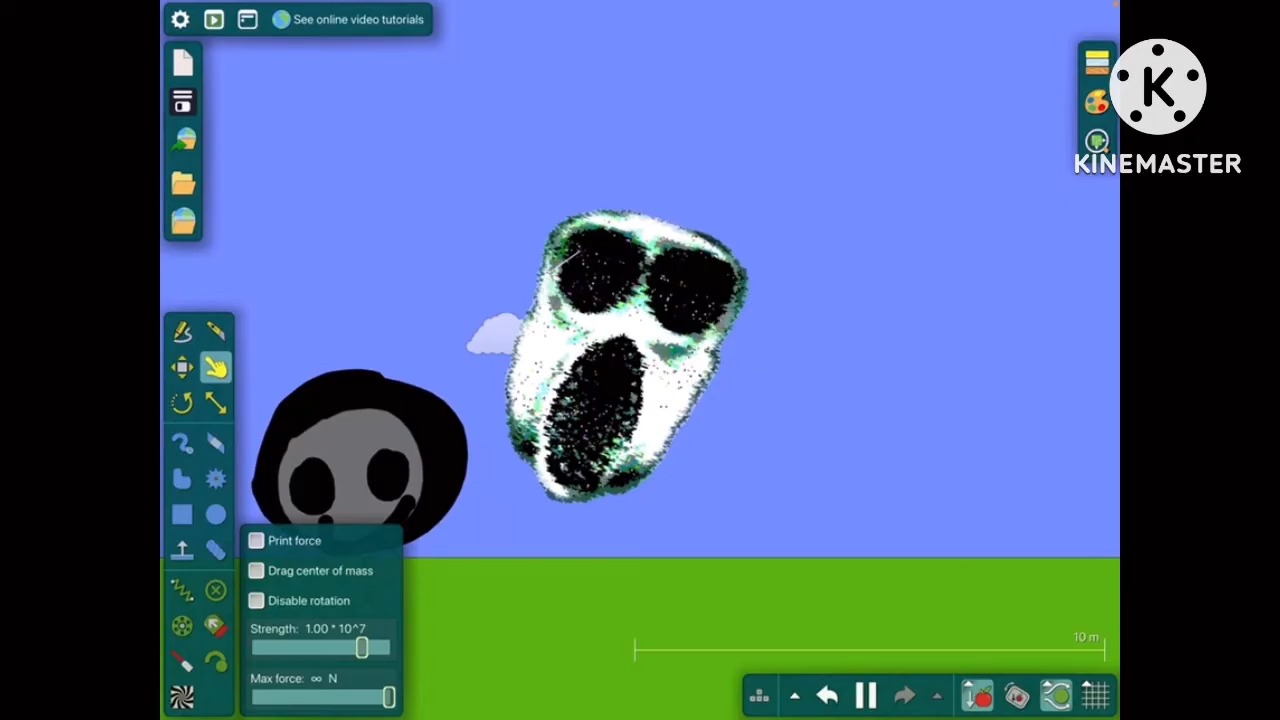 See online video tutorials
K
KINEMASTER
Print force
Drag center of mass
Disable rotation
Strength: 1.00 * 10^7
Max force: ∞ N
10 m